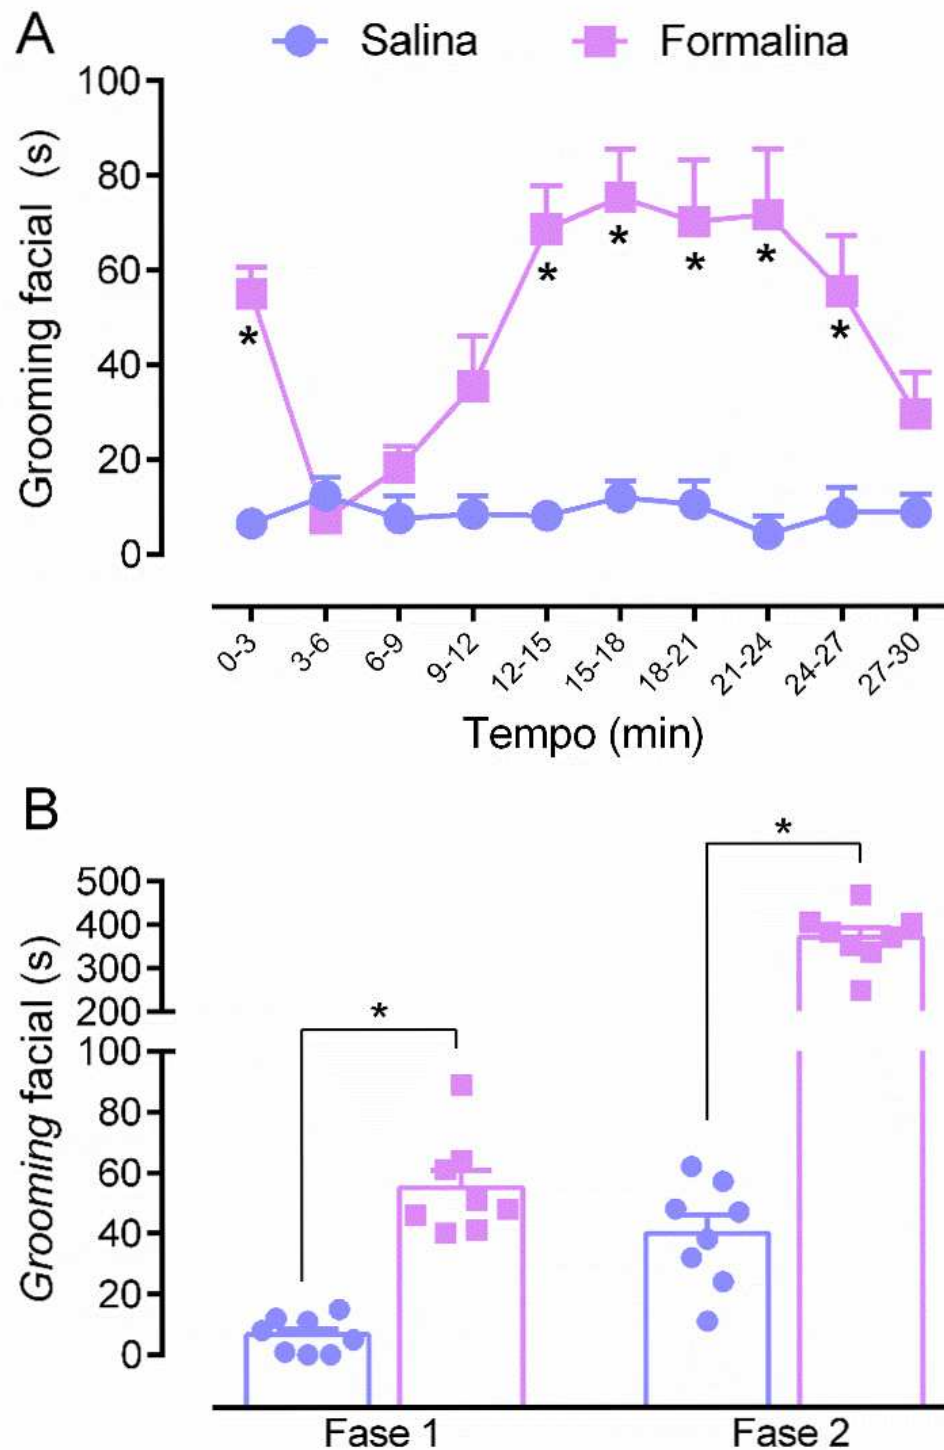 A
Salina Formalina
Grooming facial (s)
100
80
60
40
20
0
* * * * * *
0-3 3-6 6-9 9-12 12-15 15-18 18-21 21-24 24-27 27-30
Tempo (min)
B
Grooming facial (s)
500
400
300
200
100
80
60
40
20
0
* *
Fase 1 Fase 2